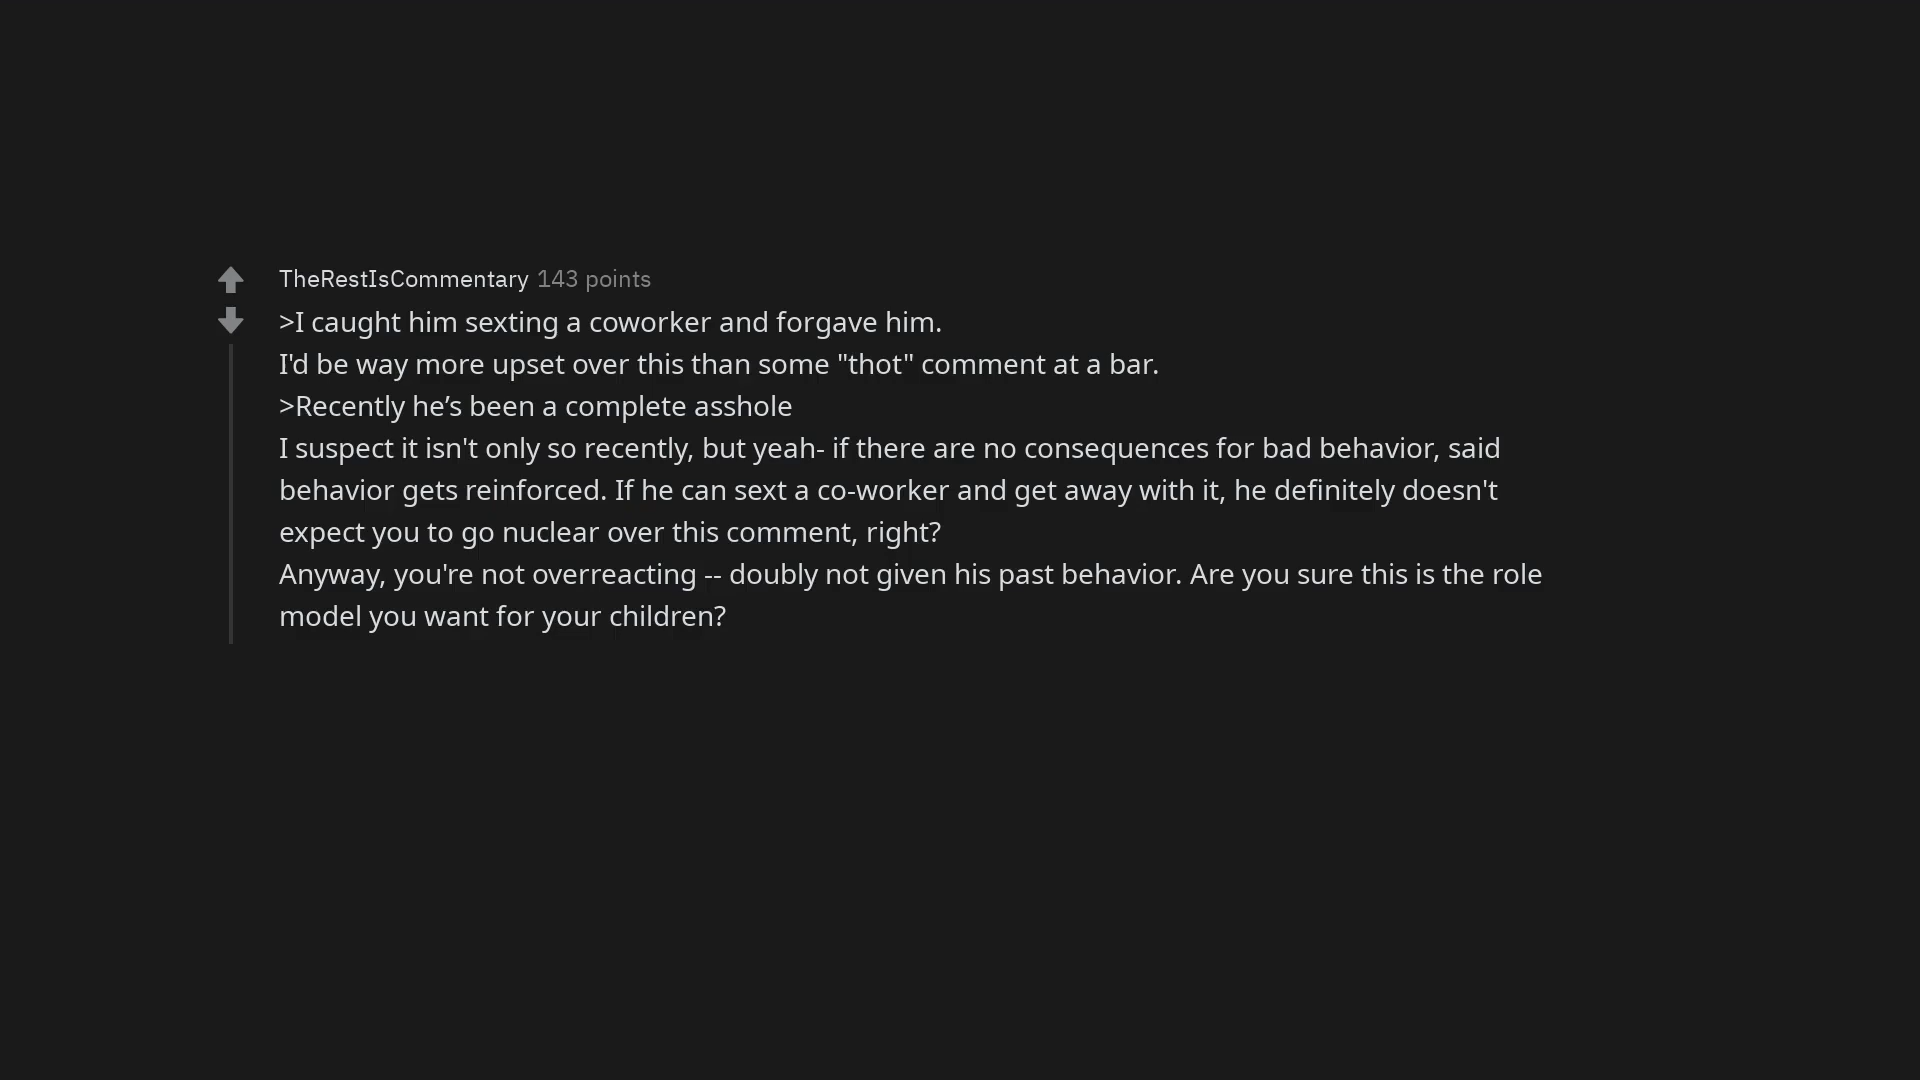 TheRestIsCommentary 143 points
>I caught him sexting a coworker and forgave him.
I'd be way more upset over this than some "thot" comment at a bar.
>Recently he’s been a complete asshole
I suspect it isn't only so recently, but yeah- if there are no consequences for bad behavior, said
behavior gets reinforced. If he can sext a co-worker and get away with it, he definitely doesn't
expect you to go nuclear over this comment, right?
Anyway, you're not overreacting -- doubly not given his past behavior. Are you sure this is the role
model you want for your children?